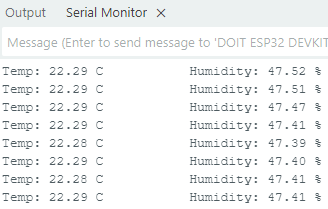 Output Serial Monitor ×
Message (Enter to send message to 'DOIT ESP32 DEVKIT
Temp: 22.29 C Humidity: 47.52 %
Temp: 22.29 C Humidity: 47.51 %
Temp: 22.29 C Humidity: 47.47 %
Temp: 22.29 C Humidity: 47.41 %
Temp: 22.28 C Humidity: 47.39 %
Temp: 22.29 C Humidity: 47.40 %
Temp: 22.28 C Humidity: 47.41 %
Temp: 22.29 C Humidity: 47.41 %